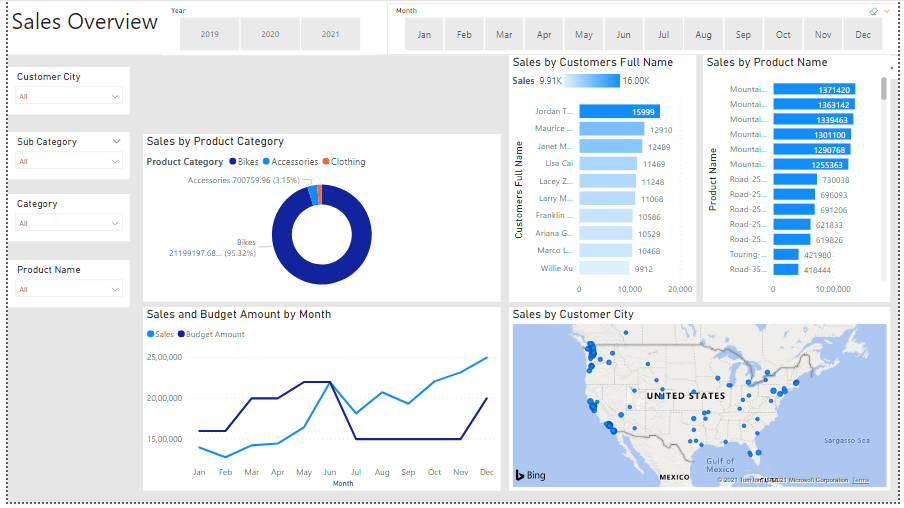 Sales Overview
Year
2019
2020
2021
Month
Jan
Feb
Mar
Apr
May
Jun
Jul
Aug
Sep
Oct
Nov
Dec
Customer City
All
Sub Category
All
Category
All
Product Name
All
Sales by Product Category
Product Category Bikes Accessories Clothing
Accessories 700759.96 (3.15%)
Bikes
21199197.68... (95.32%)
Sales by Customers Full Name
Sales 9.91K 16.00K
Customers Full Name
Jordan T... 15999
Maurice ... 12910
Janet M... 12489
Lisa Cai 11469
Lacey Z... 11248
Larry M... 11068
Franklin ... 10586
Ariana G... 10529
Marco L... 10468
Willie Xu 9912
0 10,000 20,000
Sales by Product Name
Product Name
Mountai... 1371420
Mountai... 1363142
Mountai... 1339463
Mountai... 1301100
Mountai... 1290768
Mountai... 1255363
Road-25... 730038
Road-25... 696093
Road-25... 691206
Road-25... 621833
Road-25... 619826
Touring-... 421980
Road-35... 418444
0 10,00,000
Sales and Budget Amount by Month
Sales Budget Amount
25,00,000
20,00,000
15,00,000
Jan Feb Mar Apr May Jun Jul Aug Sep Oct Nov Dec
Month
Sales by Customer City
UNITED STATES
Sargasso Sea
Gulf of
Mexico
MEXICO
Bing
© 2021 TomTom, 2021 Microsoft Corporation Terms